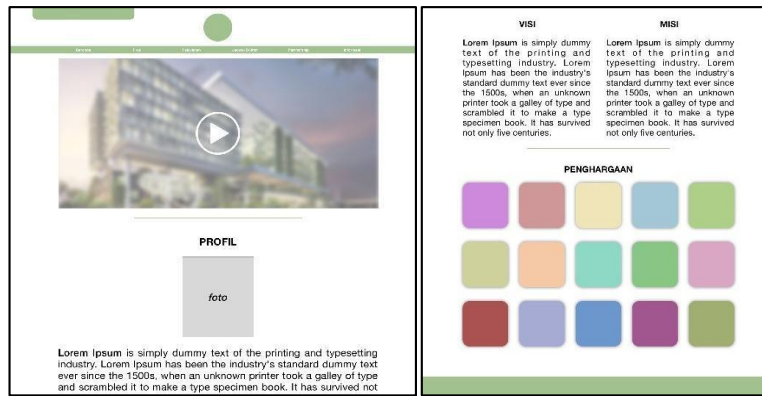 PROFIL
foto
Lorem Ipsum is simply dummy text of the printing and typesetting
industry. Lorem Ipsum has been the industry's standard dummy text
ever since the 1500s, when an unknown printer took a galley of type
and scrambled it to make a type specimen book. It has survived not
VISI
Lorem Ipsum is simply dummy
text of the printing and
typesetting industry. Lorem
Ipsum has been the industry's
standard dummy text ever since
the 1500s, when an unknown
printer took a galley of type and
scrambled it to make a type
specimen book. It has survived
not only five centuries.
MISI
Lorem Ipsum is simply dummy
text of the printing and
typesetting industry. Lorem
Ipsum has been the industry's
standard dummy text ever since
the 1500s, when an unknown
printer took a galley of type and
scrambled it to make a type
specimen book. It has survived
not only five centuries.
PENGHARGAAN